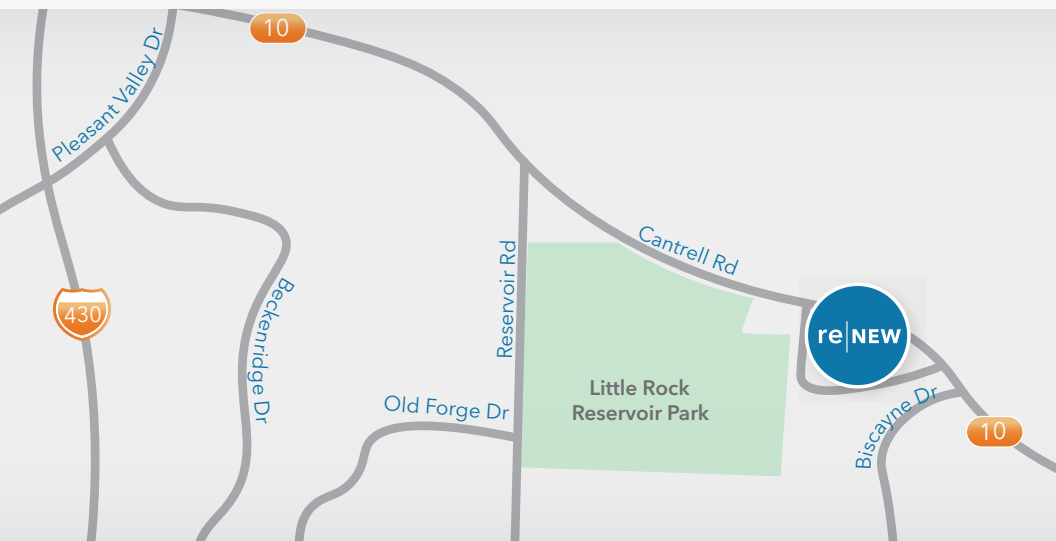 10
Pleasant Valley Dr
Cantrell Rd
Reservoir Rd
Beckenridge Dr
430
re|NEW
Little Rock
Reservoir Park
Old Forge Dr
Biscayne Dr
10